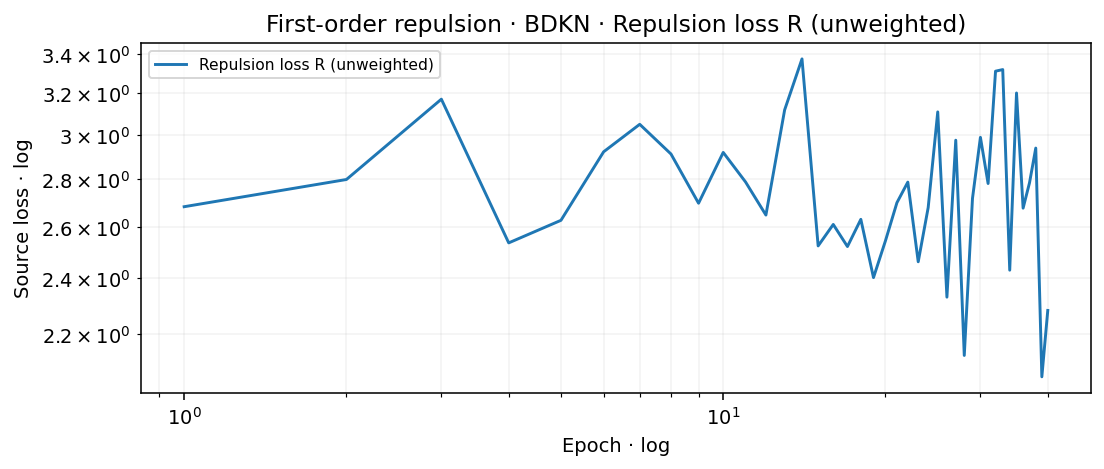 First-order repulsion · BDKN · Repulsion loss R (unweighted)
Repulsion loss R (unweighted)
3.4 × 10⁰
3.2 × 10⁰
3 × 10⁰
2.8 × 10⁰
2.6 × 10⁰
2.4 × 10⁰
2.2 × 10⁰
Source loss · log
10⁰ 10¹
Epoch · log